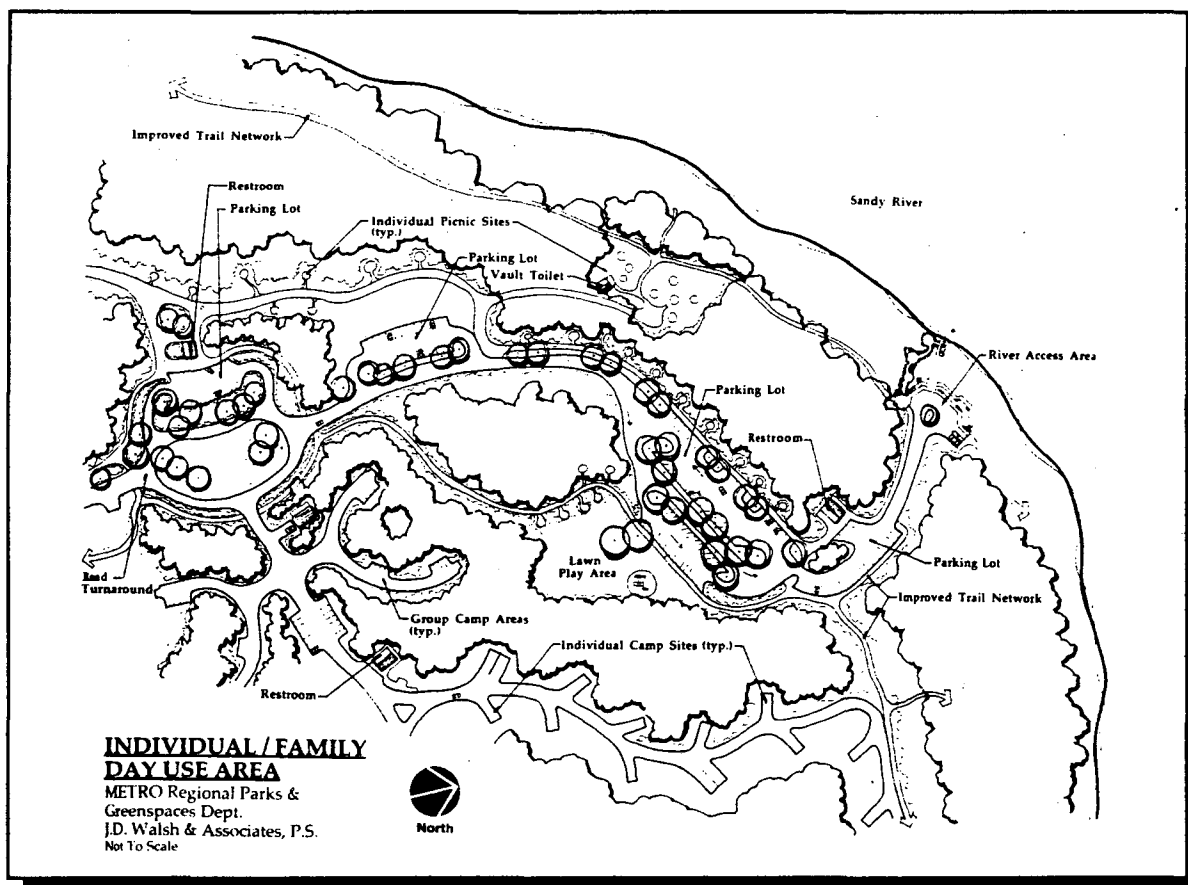 Improved Trail Network
Sandy River
Restroom
Parking Lot
Individual Picnic Sites
(typ.)
Parking Lot
Vault Toilet
River Access Area
Parking Lot
Restroom
Lawn
Play Area
Parking Lot
Road
Turnaround
Improved Trail Network
Group Camp Areas
(typ.)
Individual Camp Sites (typ.)
Restroom
INDIVIDUAL / FAMILY
DAY USE AREA
METRO Regional Parks &
Greenspaces Dept.
J.D. Walsh & Associates, P.S.
Not To Scale
North